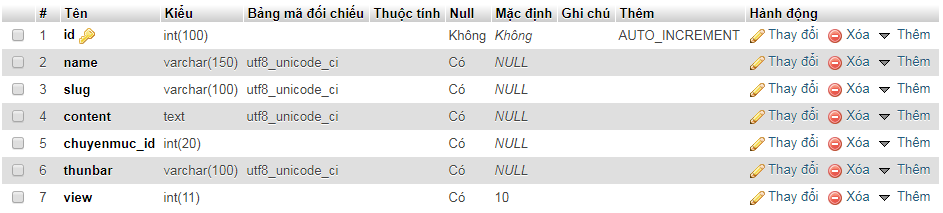 # Tên Kiểu Bảng mã đối chiếu Thuộc tính Null Mặc định Ghi chú Thêm Hành động
1 id int(100) Không Không AUTO_INCREMENT Thay đổi Xóa Thêm
2 name varchar(150) utf8_unicode_ci Có NULL Thay đổi Xóa Thêm
3 slug varchar(100) utf8_unicode_ci Có NULL Thay đổi Xóa Thêm
4 content text utf8_unicode_ci Có NULL Thay đổi Xóa Thêm
5 chuyenmuc_id int(20) Có NULL Thay đổi Xóa Thêm
6 thunbar varchar(100) utf8_unicode_ci Có NULL Thay đổi Xóa Thêm
7 view int(11) Có 10 Thay đổi Xóa Thêm